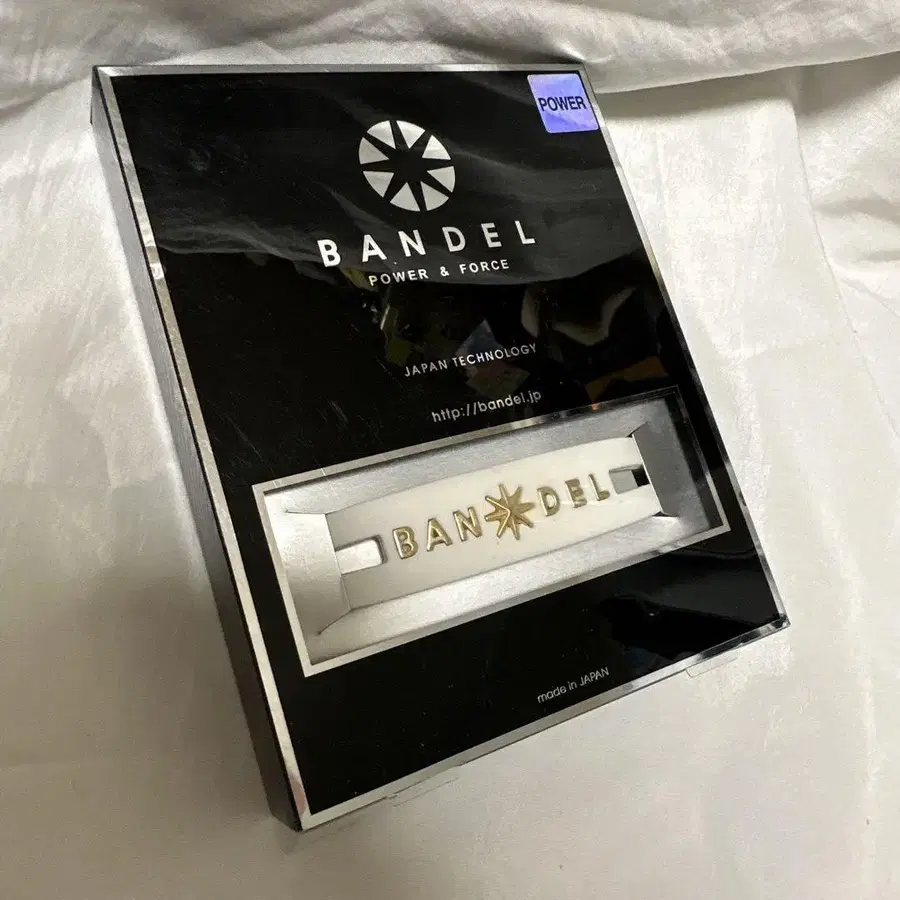 POWER
BANDEL
POWER & FORCE
JAPAN TECHNOLOGY
http://bandel.jp
BAN DEL
made in JAPAN